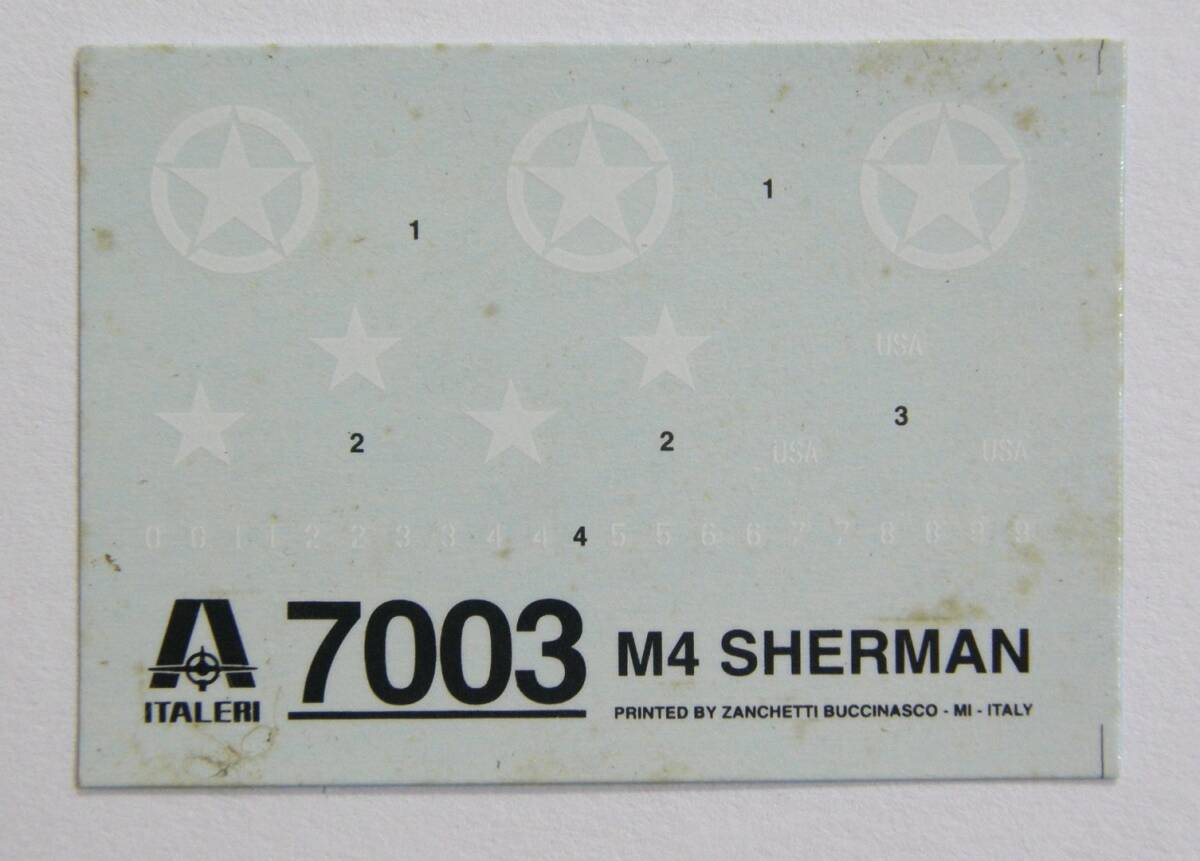 1
1
USA
3
2
2
USA
USA
0 0 1 1 2 2 3 3 4 4 4 5 5 6 6 7 7 8 8 9 9
ITALERI
7003
M4 SHERMAN
PRINTED BY ZANCHETTI BUCCINASCO - MI - ITALY